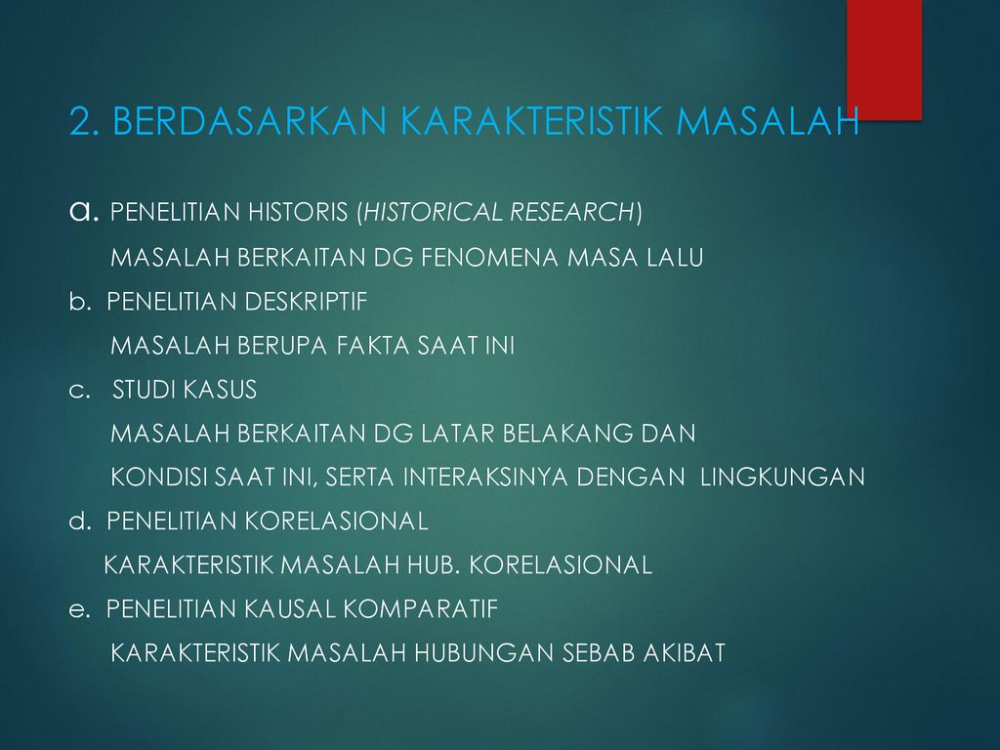 2. BERDASARKAN KARAKTERISTIK MASALAH
a. PENELITIAN HISTORIS (HISTORICAL RESEARCH)
MASALAH BERKAITAN DG FENOMENA MASA LALU
b. PENELITIAN DESKRIPTIF
MASALAH BERUPA FAKTA SAAT INI
c. STUDI KASUS
MASALAH BERKAITAN DG LATAR BELAKANG DAN
KONDISI SAAT INI, SERTA INTERAKSINYA DENGAN LINGKUNGAN
d. PENELITIAN KORELASIONAL
KARAKTERISTIK MASALAH HUB. KORELASIONAL
e. PENELITIAN KAUSAL KOMPARATIF
KARAKTERISTIK MASALAH HUBUNGAN SEBAB AKIBAT